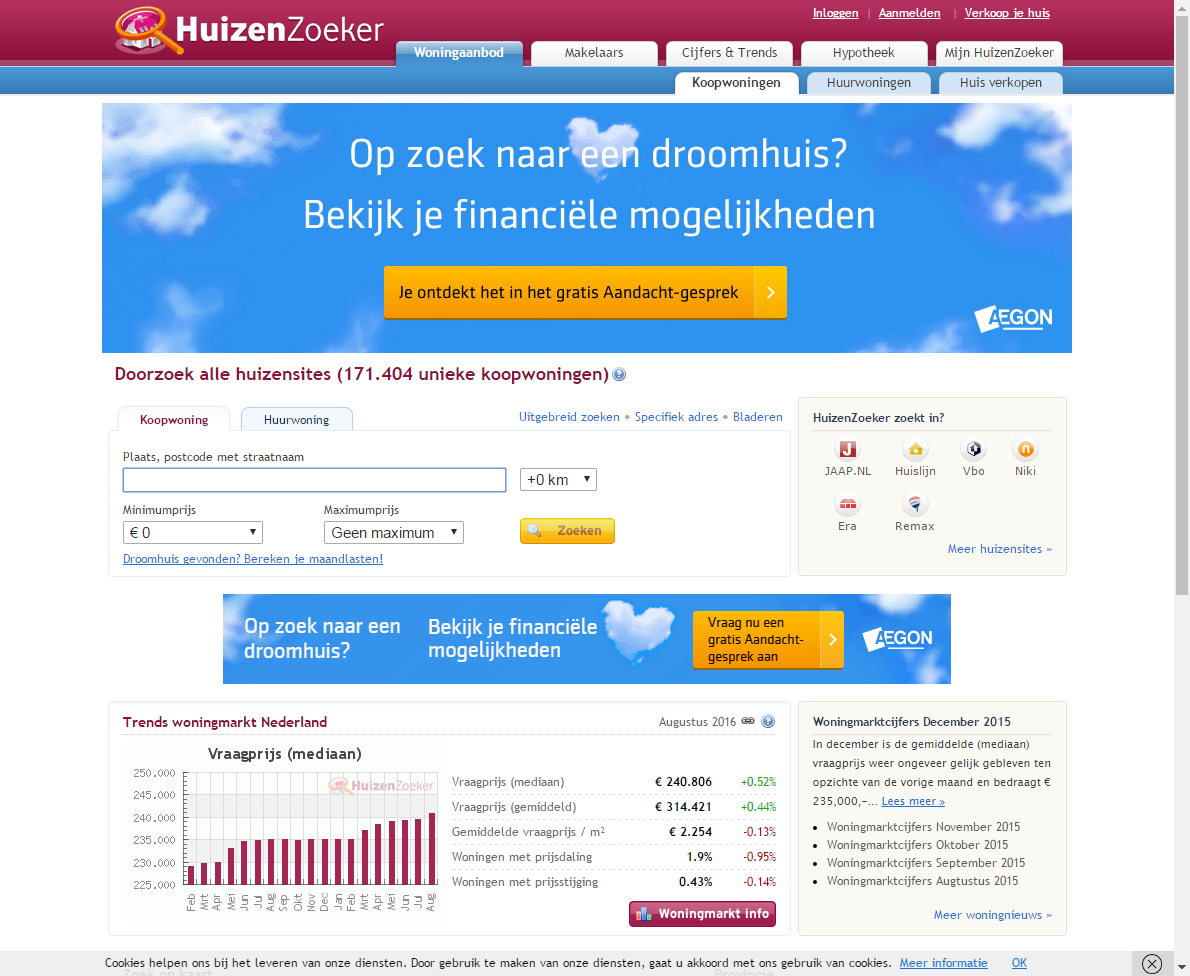 HuizenZoeker
Inloggen | Aanmelden | Verkoop je huis
Woningaanbod Makelaars Cijfers & Trends Hypotheek Mijn HuizenZoeker
Koopwoningen Huurwoningen Huis verkopen
Op zoek naar een droomhuis?
Bekijk je financiële mogelijkheden
Je ontdekt het in het gratis Aandacht-gesprek
AEGON
Doorzoek alle huizensites (171.404 unieke koopwoningen)
Koopwoning Huurwoning
Uitgebreid zoeken • Specifiek adres • Bladeren
Plaats, postcode met straatnaam
+0 km
Minimumprijs Maximumprijs
€ 0 Geen maximum Zoeken
Droomhuis gevonden? Bereken je maandlasten!
HuizenZoeker zoekt in?
JAAP.NL Huislijn Vbo Niki
Era Remax
Meer huizensites »
Op zoek naar een
droomhuis?
Bekijk je financiële
mogelijkheden
Vraag nu een
gratis Aandacht-
gesprek aan
AEGON
Trends woningmarkt Nederland
Augustus 2016
Vraagprijs (mediaan)
HuizenZoeker
250.000
245.000
240.000
235.000
230.000
225.000
Feb Mrt Apr Mei Jun Jul Aug Sep Okt Nov Dec Jan Feb Mrt Apr Mei Jun Jul Aug
Vraagprijs (mediaan) € 240.806 +0.52%
Vraagprijs (gemiddeld) € 314.421 +0.44%
Gemiddelde vraagprijs / m² € 2.254 -0.13%
Woningen met prijsdaling 1.9% -0.95%
Woningen met prijsstijging 0.43% -0.14%
Woningmarkt info
Woningmarktcijfers December 2015
In december is de gemiddelde (mediaan)
vraagprijs weer ongeveer gelijk gebleven ten
opzichte van de vorige maand en bedraagt €
235,000,-... Lees meer »
Woningmarktcijfers November 2015
Woningmarktcijfers Oktober 2015
Woningmarktcijfers September 2015
Woningmarktcijfers Augtustus 2015
Meer woningnieuws »
Cookies helpen ons bij het leveren van onze diensten. Door gebruik te maken van onze diensten, gaat u akkoord met ons gebruik van cookies. Meer informatie OK
Zoek op kaart Provincie